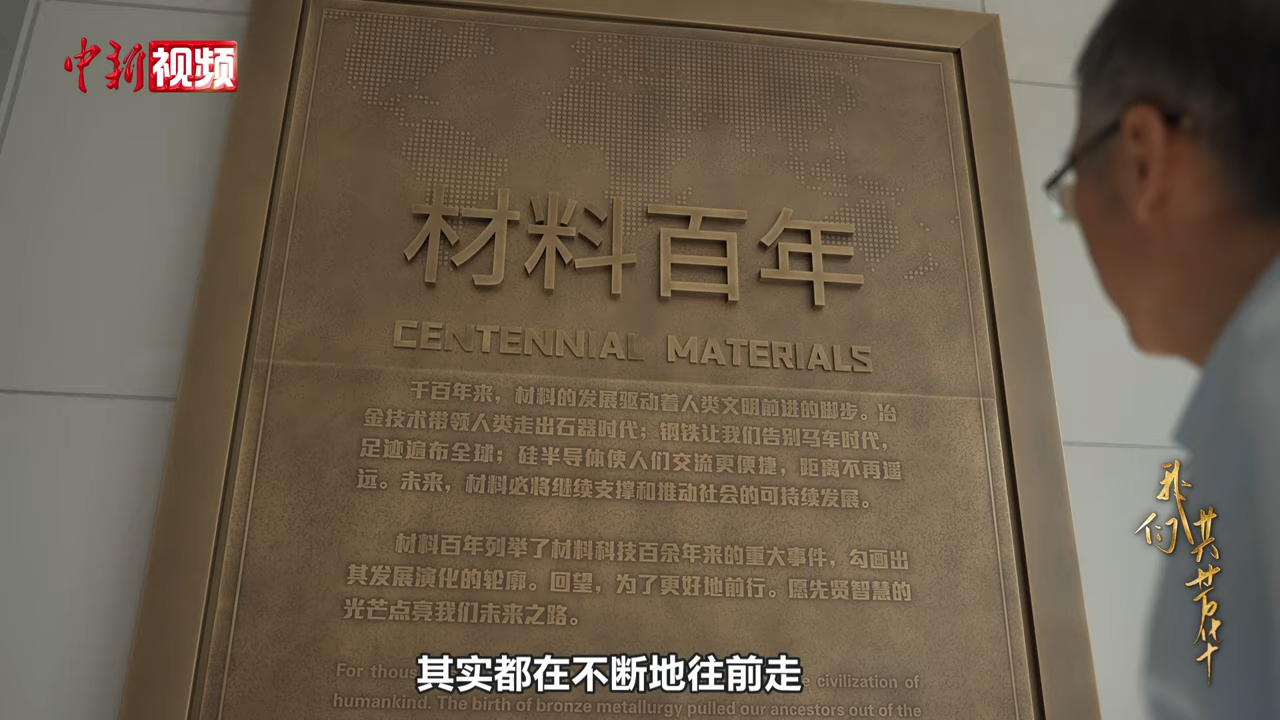 中新视频
材料百年
CENTENNIAL MATERIALS
千百年来，材料的发展驱动着人类文明前进的脚步。冶
金技术带领人类走出石器时代；钢铁让我们告别马车时代，
足迹遍布全球；硅半导体使人们交流更便捷，距离不再遥
远。未来，材料必将继续支撑和推动社会的可持续发展。
材料百年列举了材料科技百余年来的重大事件，勾画出
其发展演化的轮廓。回望，为了更好地前行。愿先贤智慧的
光芒点亮我们未来之路。
For thous
e civilization of
humankind. The birth of bronze metallurgy pulled our ancestors out of the
其实都在不断地往前走
我们
共